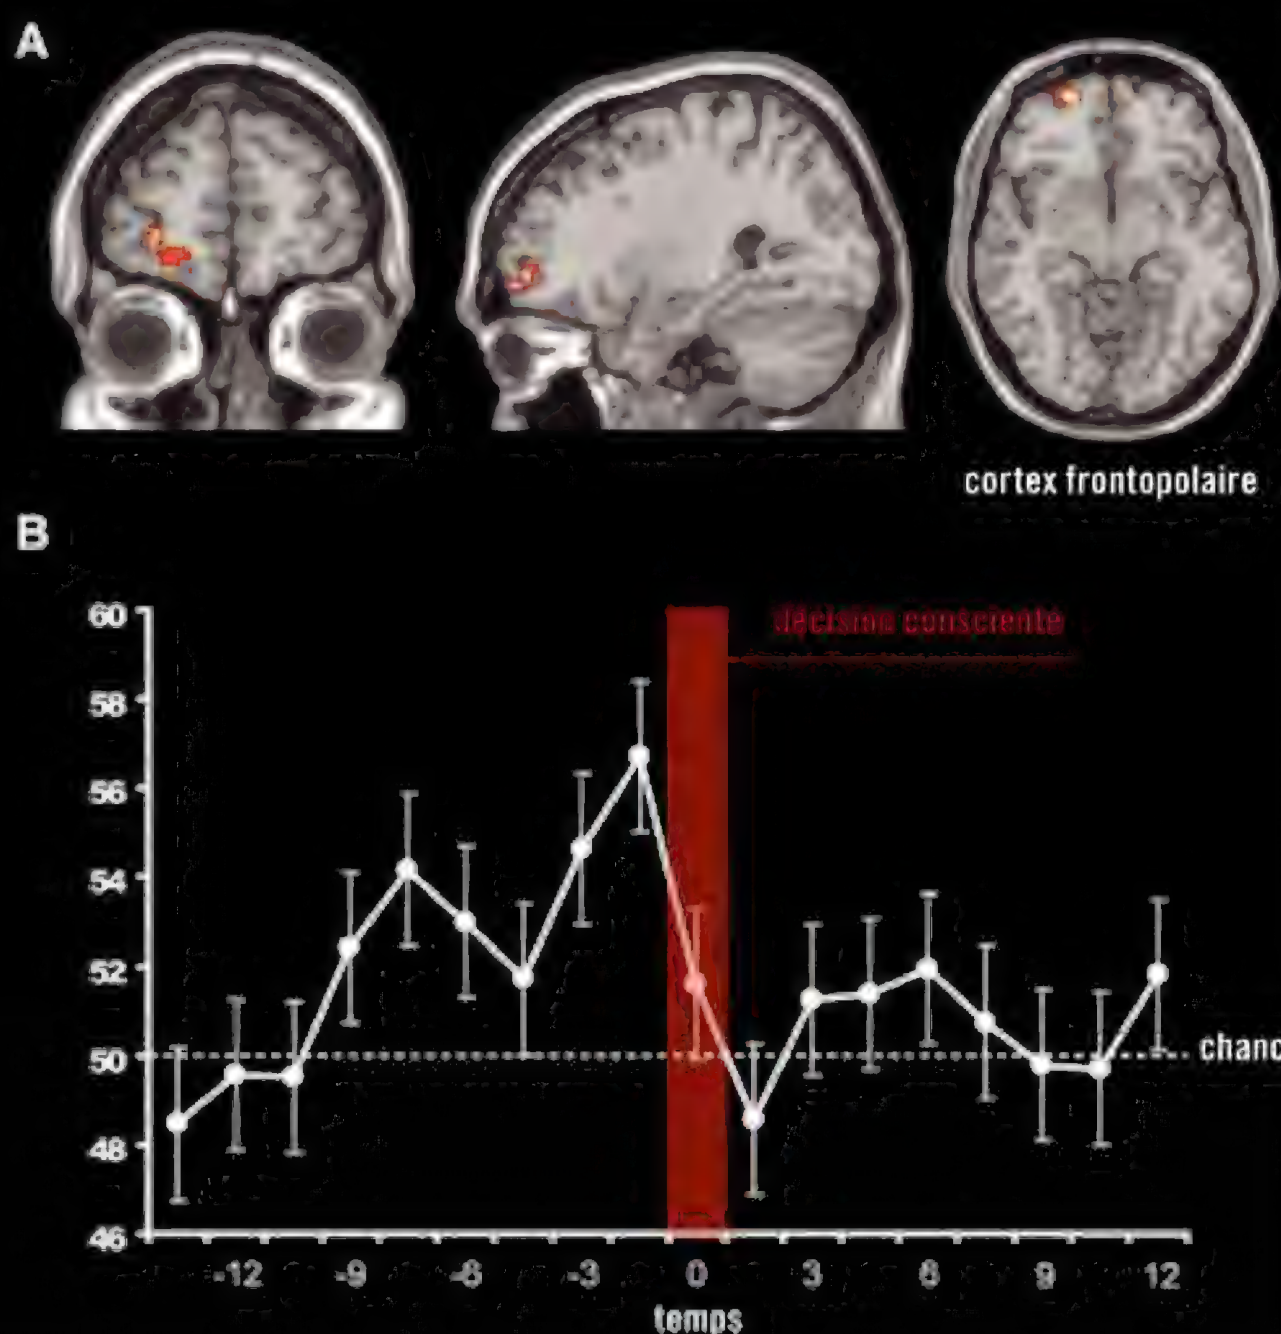 A
cortex frontopolaire
B
60
décision consciente
58
56
54
52
50
chanc
48
46
-12 -9 -6 -3 0 3 6 9 12
temps